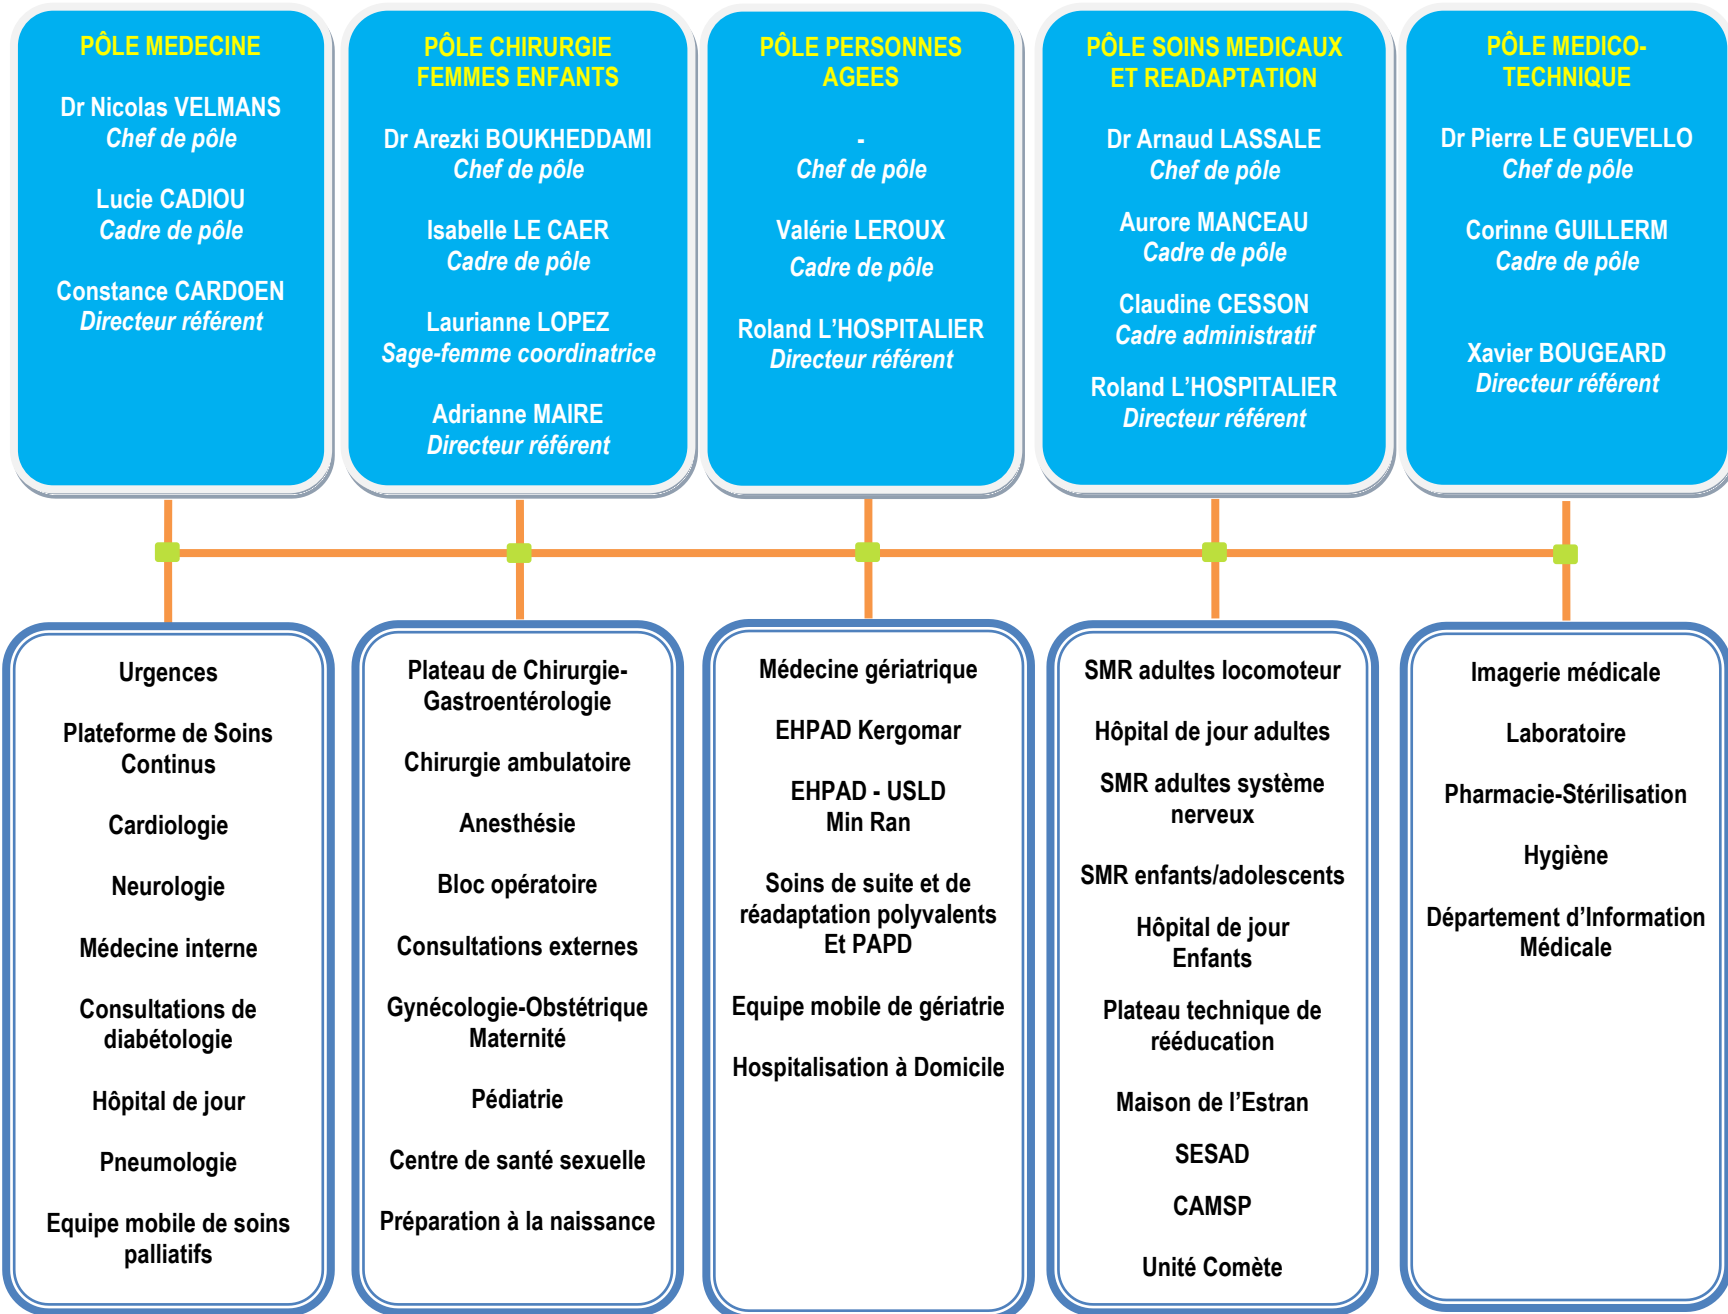 PÔLE MEDECINE
Dr Nicolas VELMANS
Chef de pôle
Lucie CADIOU
Cadre de pôle
Constance CARDOEN
Directeur référent
PÔLE CHIRURGIE
FEMMES ENFANTS
Dr Arezki BOUKHEDDAMI
Chef de pôle
Isabelle LE CAER
Cadre de pôle
Laurianne LOPEZ
Sage-femme coordinatrice
Adrianne MAIRE
Directeur référent
PÔLE PERSONNES
AGEES
-
Chef de pôle
Valérie LEROUX
Cadre de pôle
Roland L’HOSPITALIER
Directeur référent
PÔLE SOINS MEDICAUX
ET READAPTATION
Dr Arnaud LASSALE
Chef de pôle
Aurore MANCEAU
Cadre de pôle
Claudine CESSON
Cadre administratif
Roland L’HOSPITALIER
Directeur référent
PÔLE MEDICO-
TECHNIQUE
Dr Pierre LE GUEVELLO
Chef de pôle
Corinne GUILLERM
Cadre de pôle
Xavier BOUGEARD
Directeur référent
Urgences
Plateforme de Soins
Continus
Cardiologie
Neurologie
Médecine interne
Consultations de
diabétologie
Hôpital de jour
Pneumologie
Equipe mobile de soins
palliatifs
Plateau de Chirurgie-
Gastroentérologie
Chirurgie ambulatoire
Anesthésie
Bloc opératoire
Consultations externes
Gynécologie-Obstétrique
Maternité
Pédiatrie
Centre de santé sexuelle
Préparation à la naissance
Médecine gériatrique
EHPAD Kergomar
EHPAD - USLD
Min Ran
Soins de suite et de
réadaptation polyvalents
Et PAPD
Equipe mobile de gériatrie
Hospitalisation à Domicile
SMR adultes locomoteur
Hôpital de jour adultes
SMR adultes système
nerveux
SMR enfants/adolescents
Hôpital de jour
Enfants
Plateau technique de
rééducation
Maison de l’Estran
SESAD
CAMSP
Unité Comète
Imagerie médicale
Laboratoire
Pharmacie-Stérilisation
Hygiène
Département d’Information
Médicale